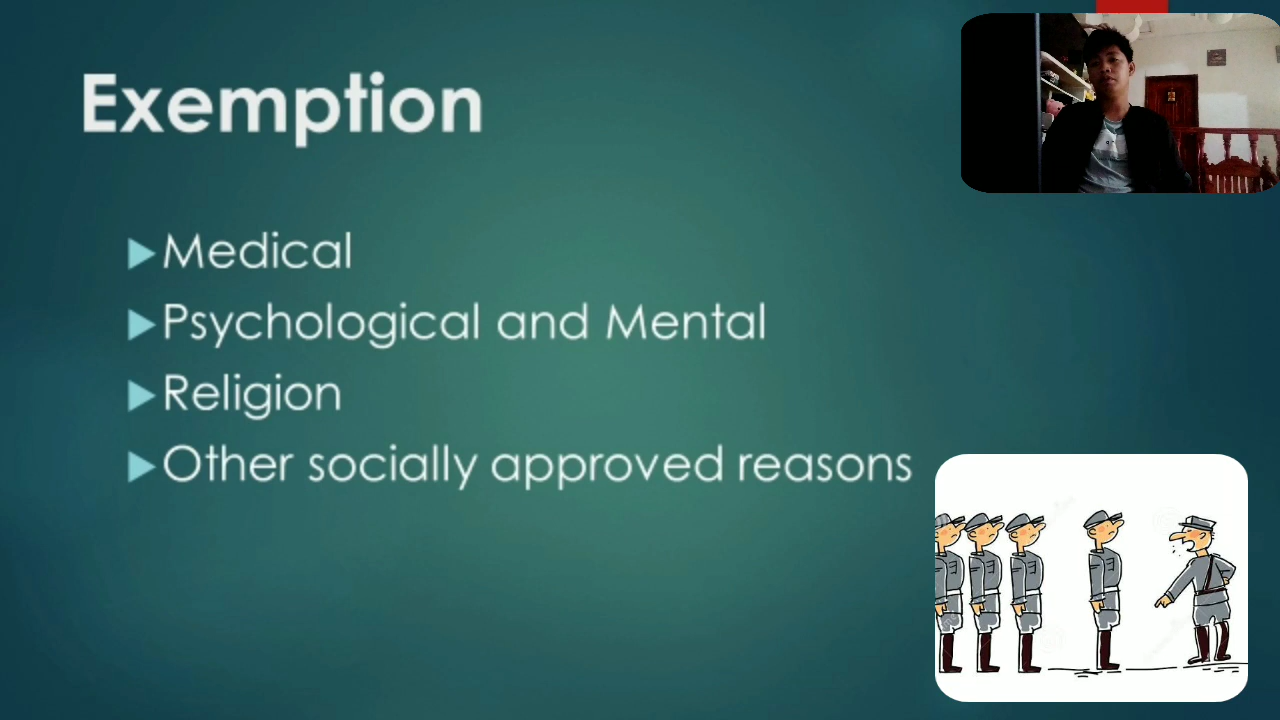 Exemption
Medical
Psychological and Mental
Religion
Other socially approved reasons